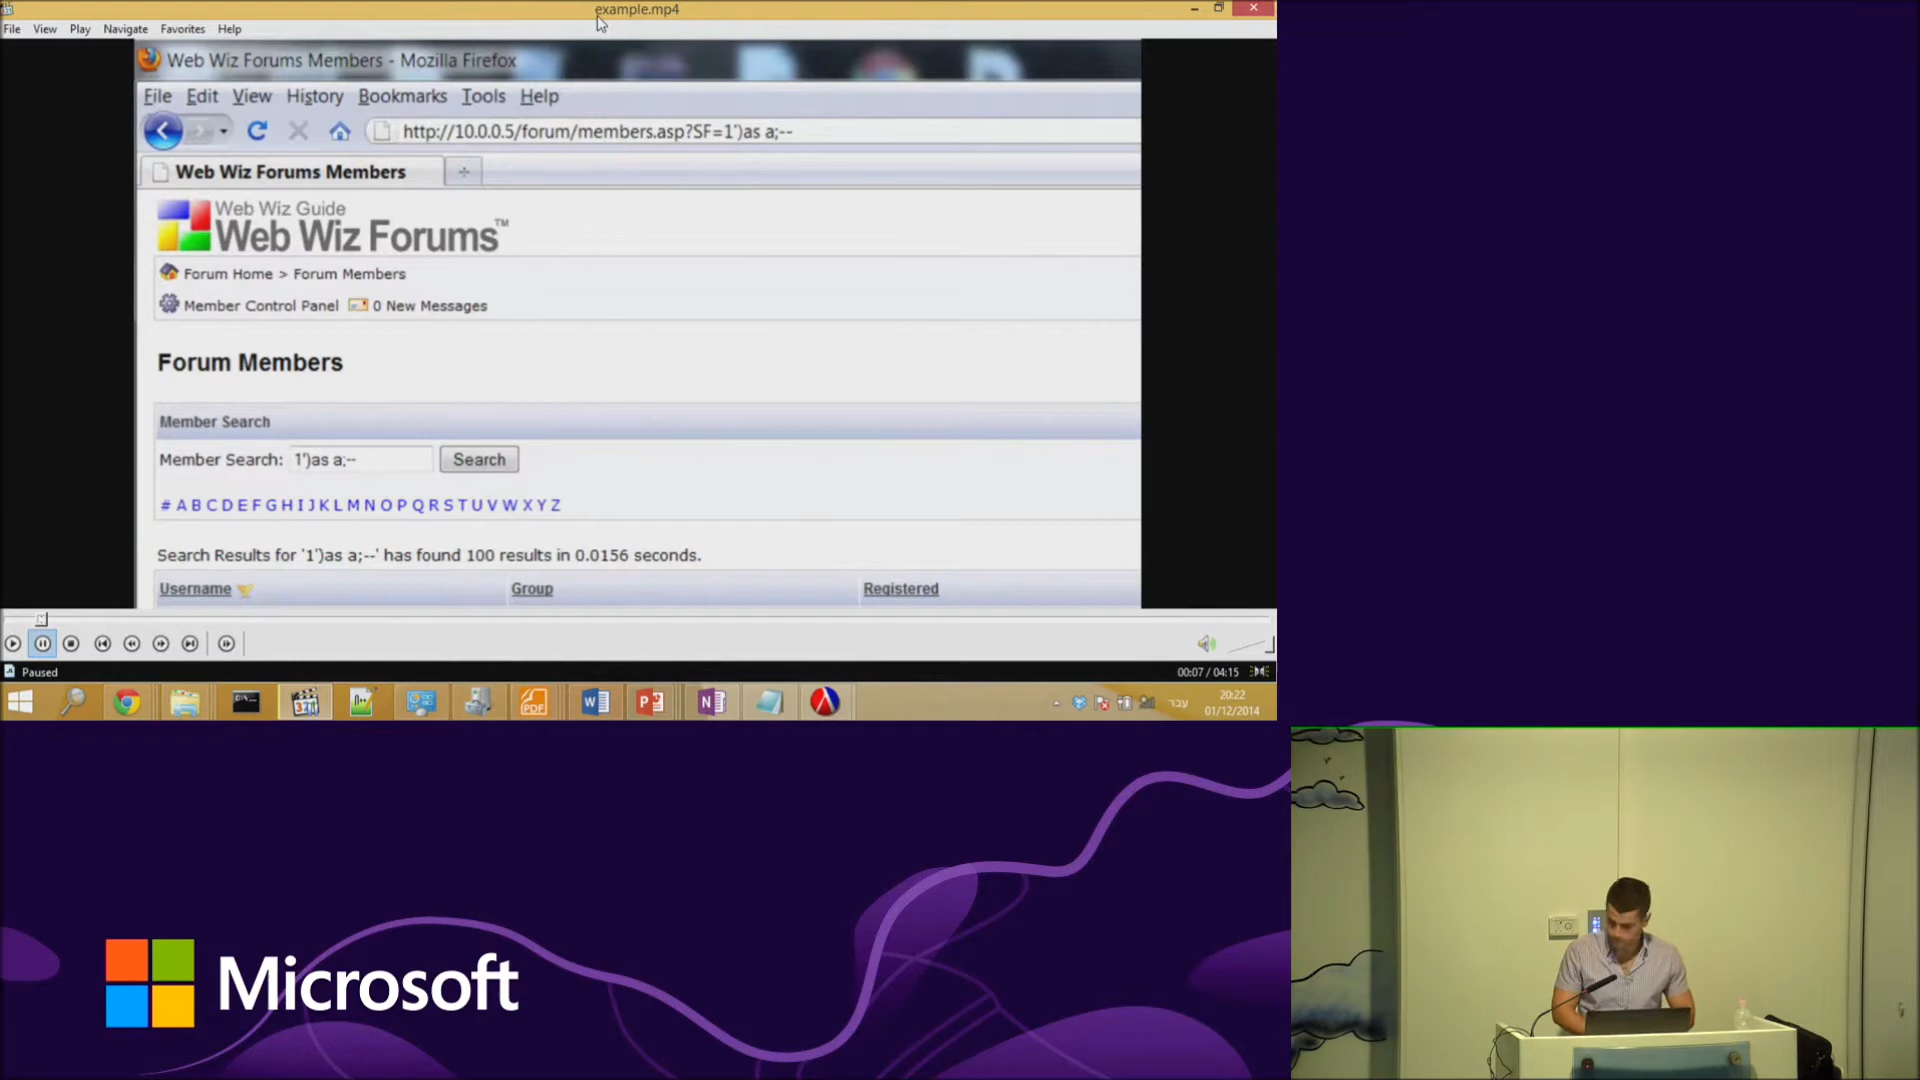 example.mp4
File View Play Navigate Favorites Help
Web Wiz Forums Members - Mozilla Firefox
File Edit View History Bookmarks Tools Help
http://10.0.0.5/forum/members.asp?SF=1')as a;--
Web Wiz Forums Members
Web Wiz Guide
Web Wiz Forums™
Forum Home > Forum Members
Member Control Panel 0 New Messages
Forum Members
Member Search
Member Search: 1')as a;-- Search
# A B C D E F G H I J K L M N O P Q R S T U V W X Y Z
Search Results for '1')as a;--' has found 100 results in 0.0156 seconds.
Username Group Registered
Paused 00:07 / 04:15
עבר 20:22
01/12/2014
Microsoft